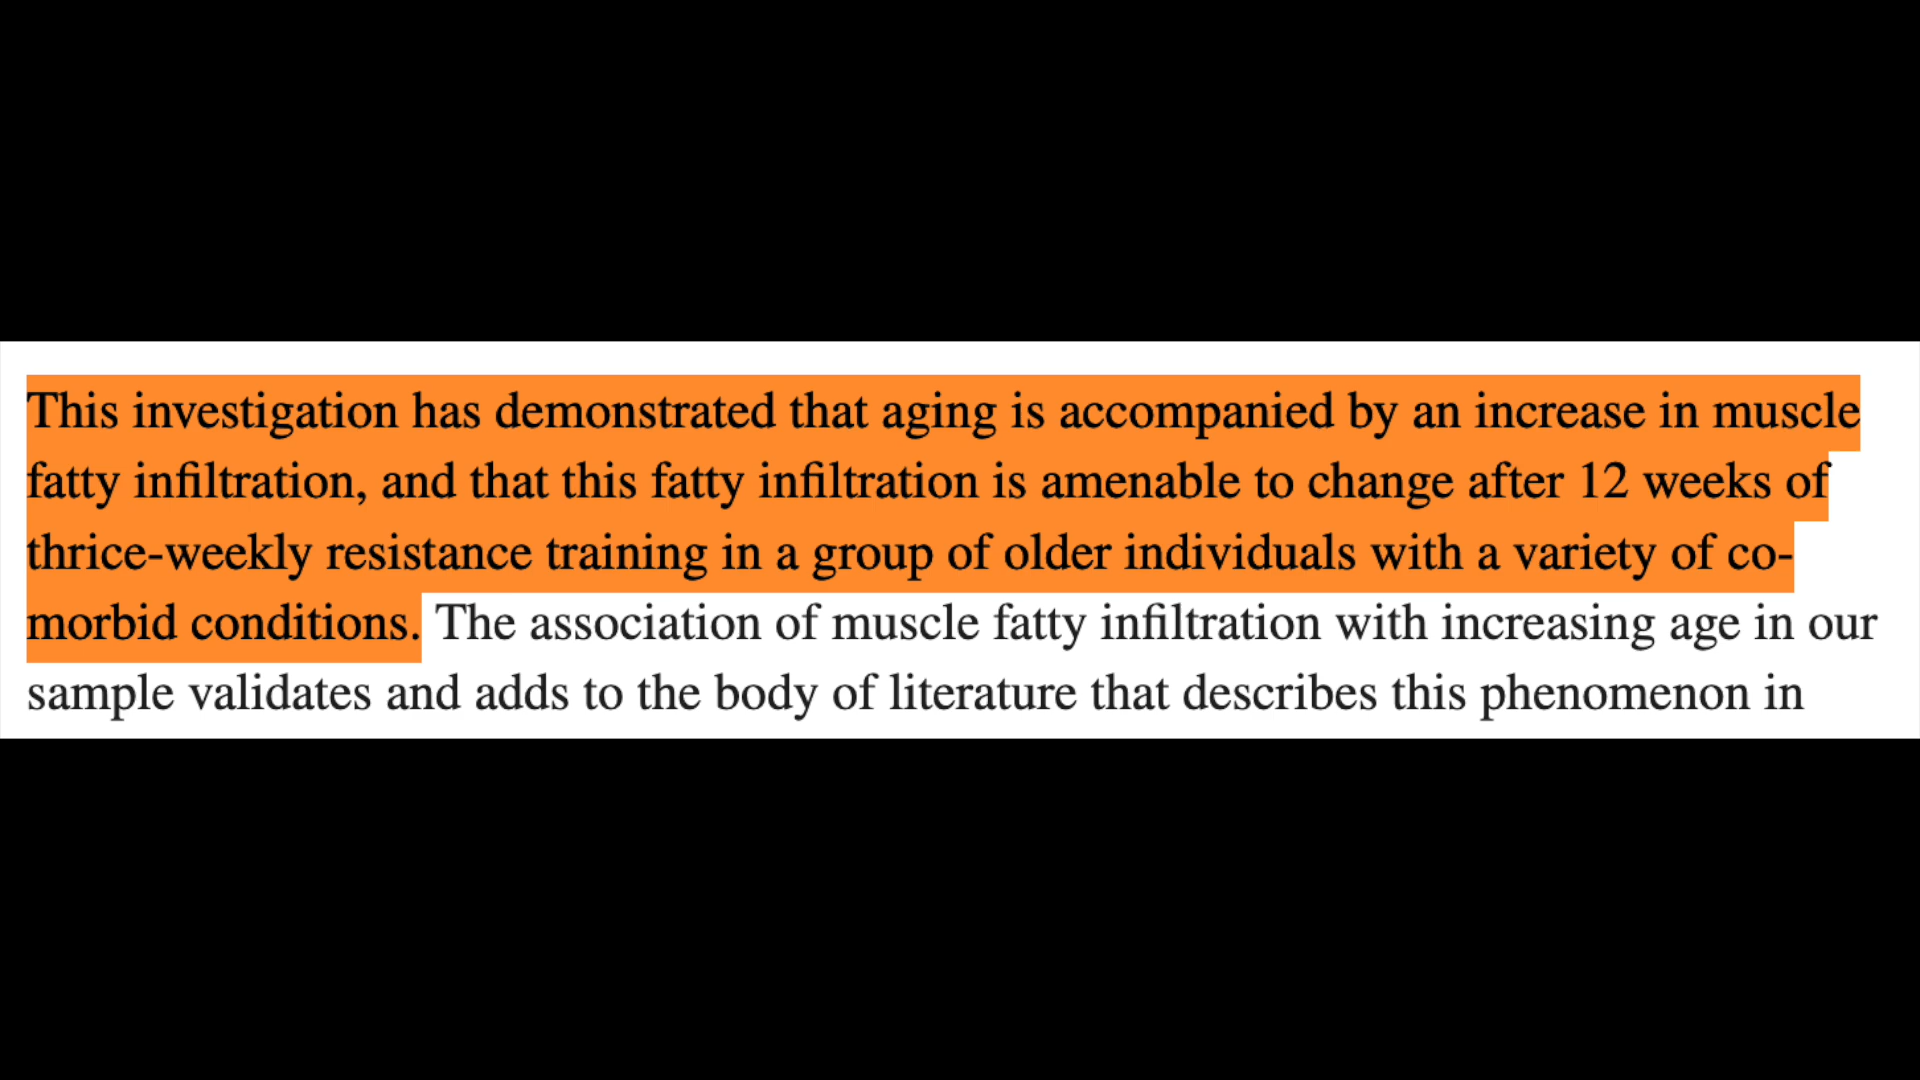 This investigation has demonstrated that aging is accompanied by an increase in muscle
fatty infiltration, and that this fatty infiltration is amenable to change after 12 weeks of
thrice-weekly resistance training in a group of older individuals with a variety of co-
morbid conditions. The association of muscle fatty infiltration with increasing age in our
sample validates and adds to the body of literature that describes this phenomenon in